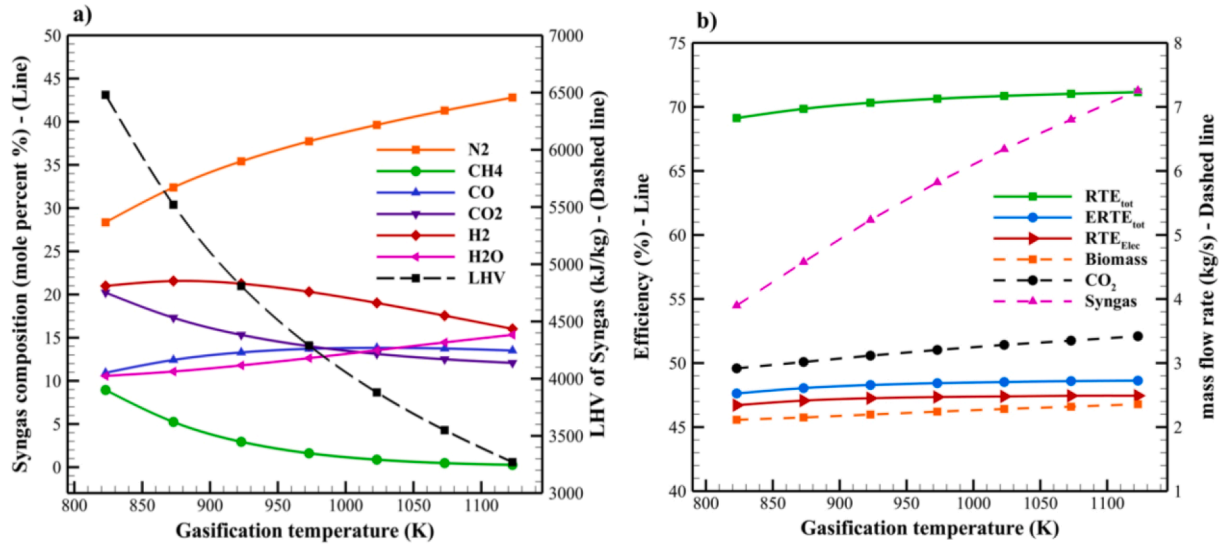 a)
Syngas composition (mole percent %) - (Line)
50
45
40
35
30
25
20
15
10
5
0
800
850
900
950
1000
1050
1100
Gasification temperature (K)
7000
6500
6000
5500
5000
4500
4000
3500
3000
LHV of Syngas (kJ/kg) - (Dashed line)
N2
CH4
CO
CO2
H2
H2O
LHV
b)
Efficiency (%) - Line
75
70
65
60
55
50
45
40
800
850
900
950
1000
1050
1100
Gasification temperature (K)
8
7
6
5
4
3
2
1
mass flow rate (kg/s) - Dashed line
RTEtot
ERTEtot
RTEElec
Biomass
CO2
Syngas